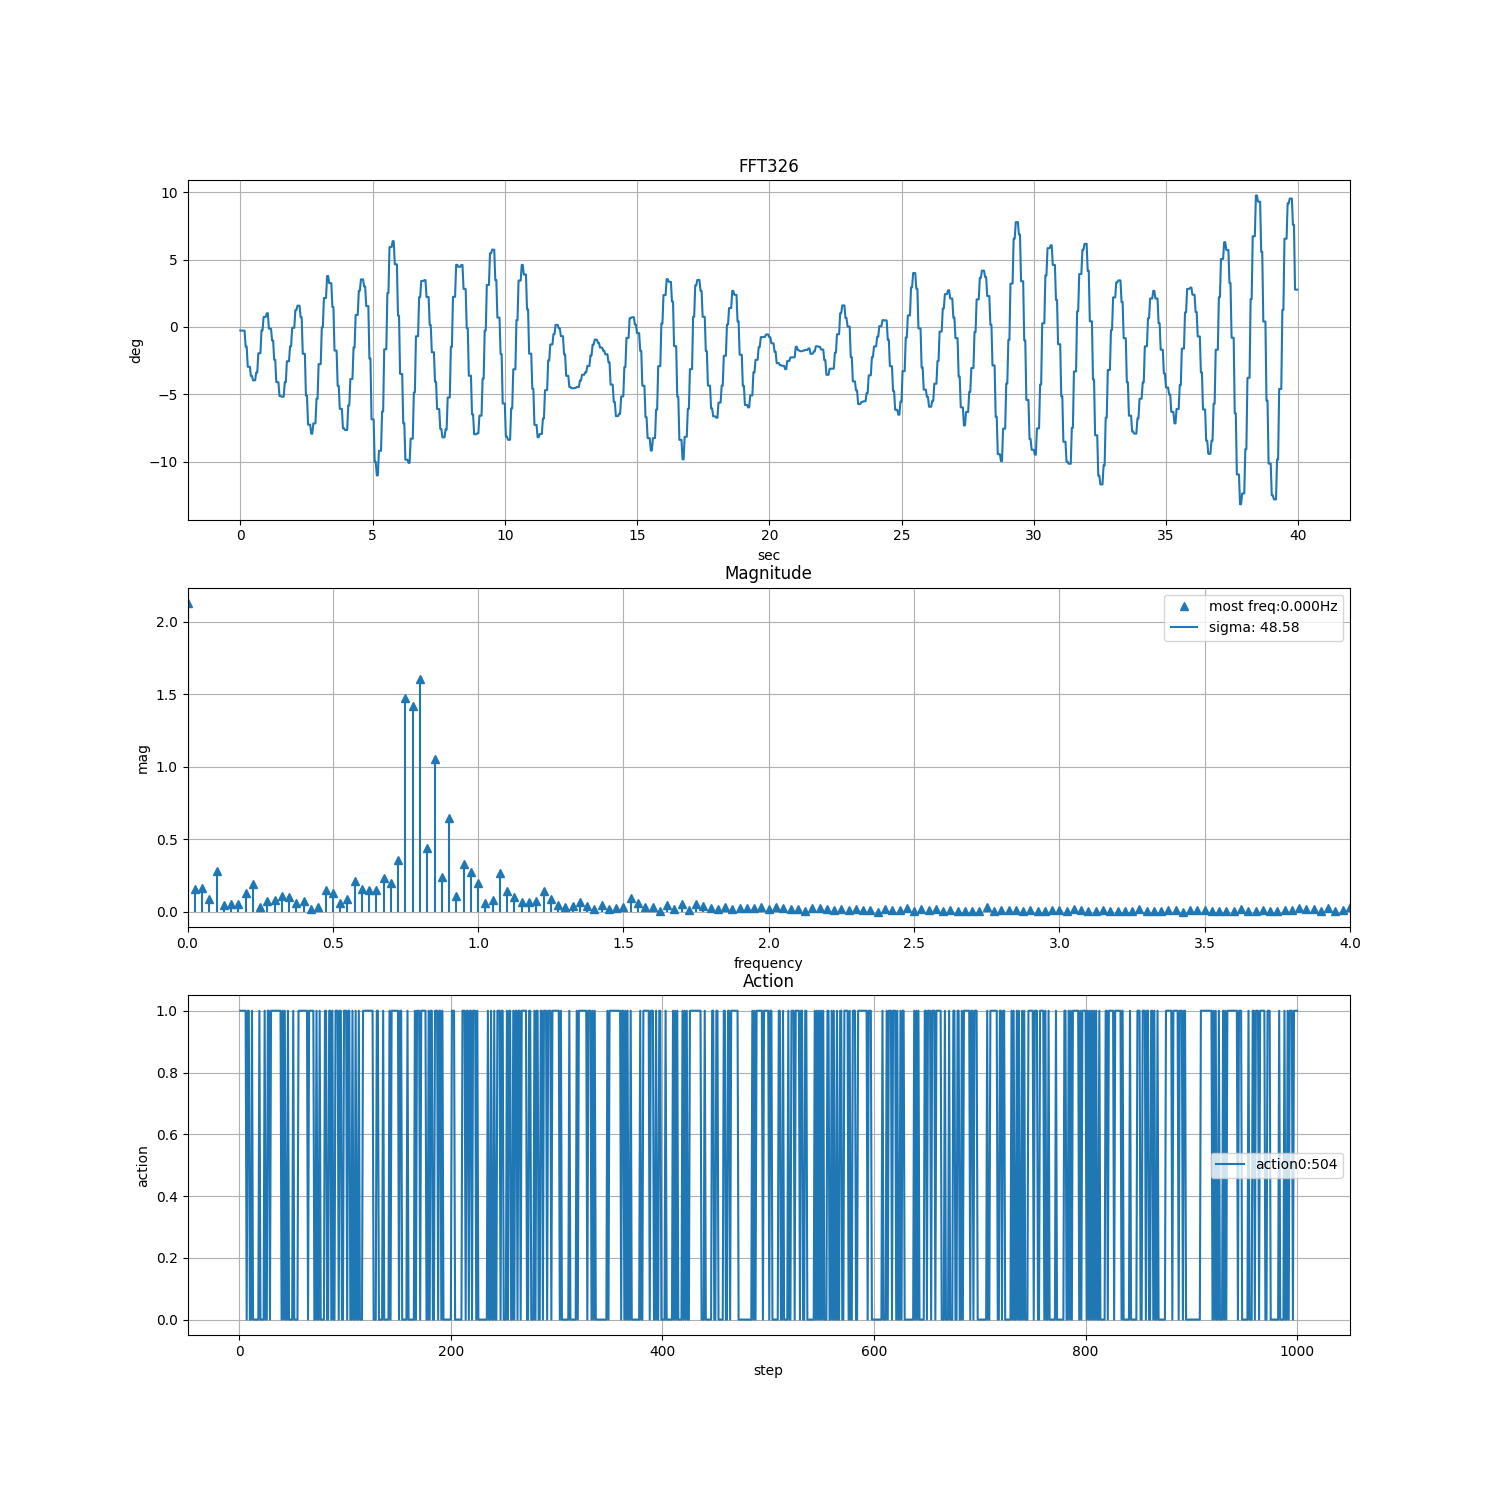 FFT326
10
5
0
−5
−10
deg
0 5 10 15 20 25 30 35 40
sec
Magnitude
most freq:0.000Hz
sigma: 48.58
2.0
1.5
1.0
0.5
0.0
mag
0.0 0.5 1.0 1.5 2.0 2.5 3.0 3.5 4.0
frequency
Action
1.0
0.8
0.6
0.4
0.2
0.0
action
action0:504
0 200 400 600 800 1000
step